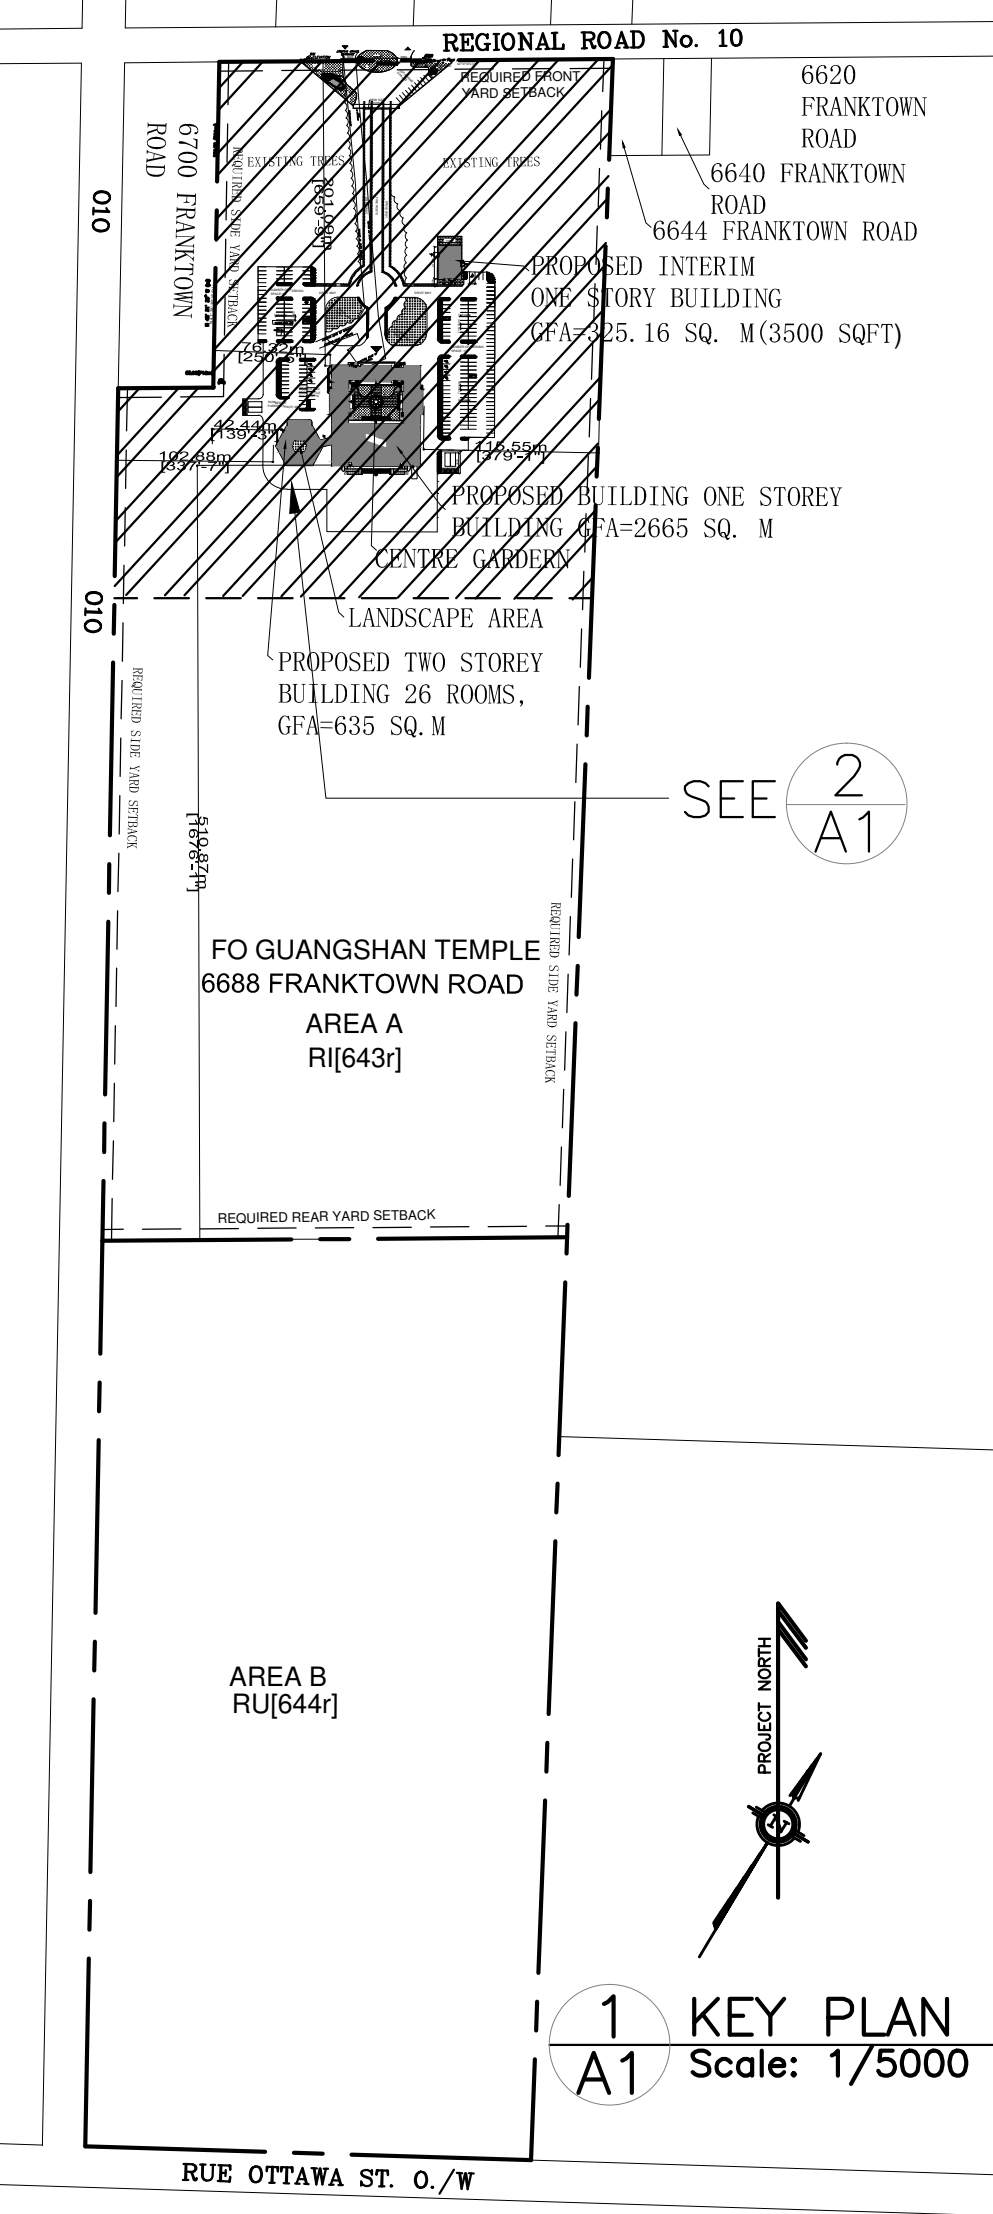 REGIONAL ROAD No. 10
REQUIRED FRONT
YARD SETBACK
6620
FRANKTOWN
ROAD
6640 FRANKTOWN
ROAD
6644 FRANKTOWN ROAD
6700 FRANKTOWN
ROAD
010
REQUIRED SIDE YARD SETBACK
EXISTING TREES
EXISTING TREES
201.09m
[659'-9"]
PROPOSED INTERIM
ONE STORY BUILDING
GFA=325.16 SQ. M(3500 SQFT)
76.32m
42.44m
[139'-3"]
102.88m
[337'-7"]
115.55m
[379'-1"]
PROPOSED BUILDING ONE STOREY
BUILDING GFA=2665 SQ. M
CENTRE GARDERN
010
LANDSCAPE AREA
PROPOSED TWO STOREY
BUILDING 26 ROOMS,
GFA=635 SQ.M
REQUIRED SIDE YARD SETBACK
SEE 2
A1
510.87m
[1676'-1"]
FO GUANGSHAN TEMPLE
6688 FRANKTOWN ROAD
AREA A
RI[643r]
REQUIRED SIDE YARD SETBACK
REQUIRED REAR YARD SETBACK
AREA B
RU[644r]
PROJECT NORTH
N
1
A1
KEY PLAN
Scale: 1/5000
RUE OTTAWA ST. O./W